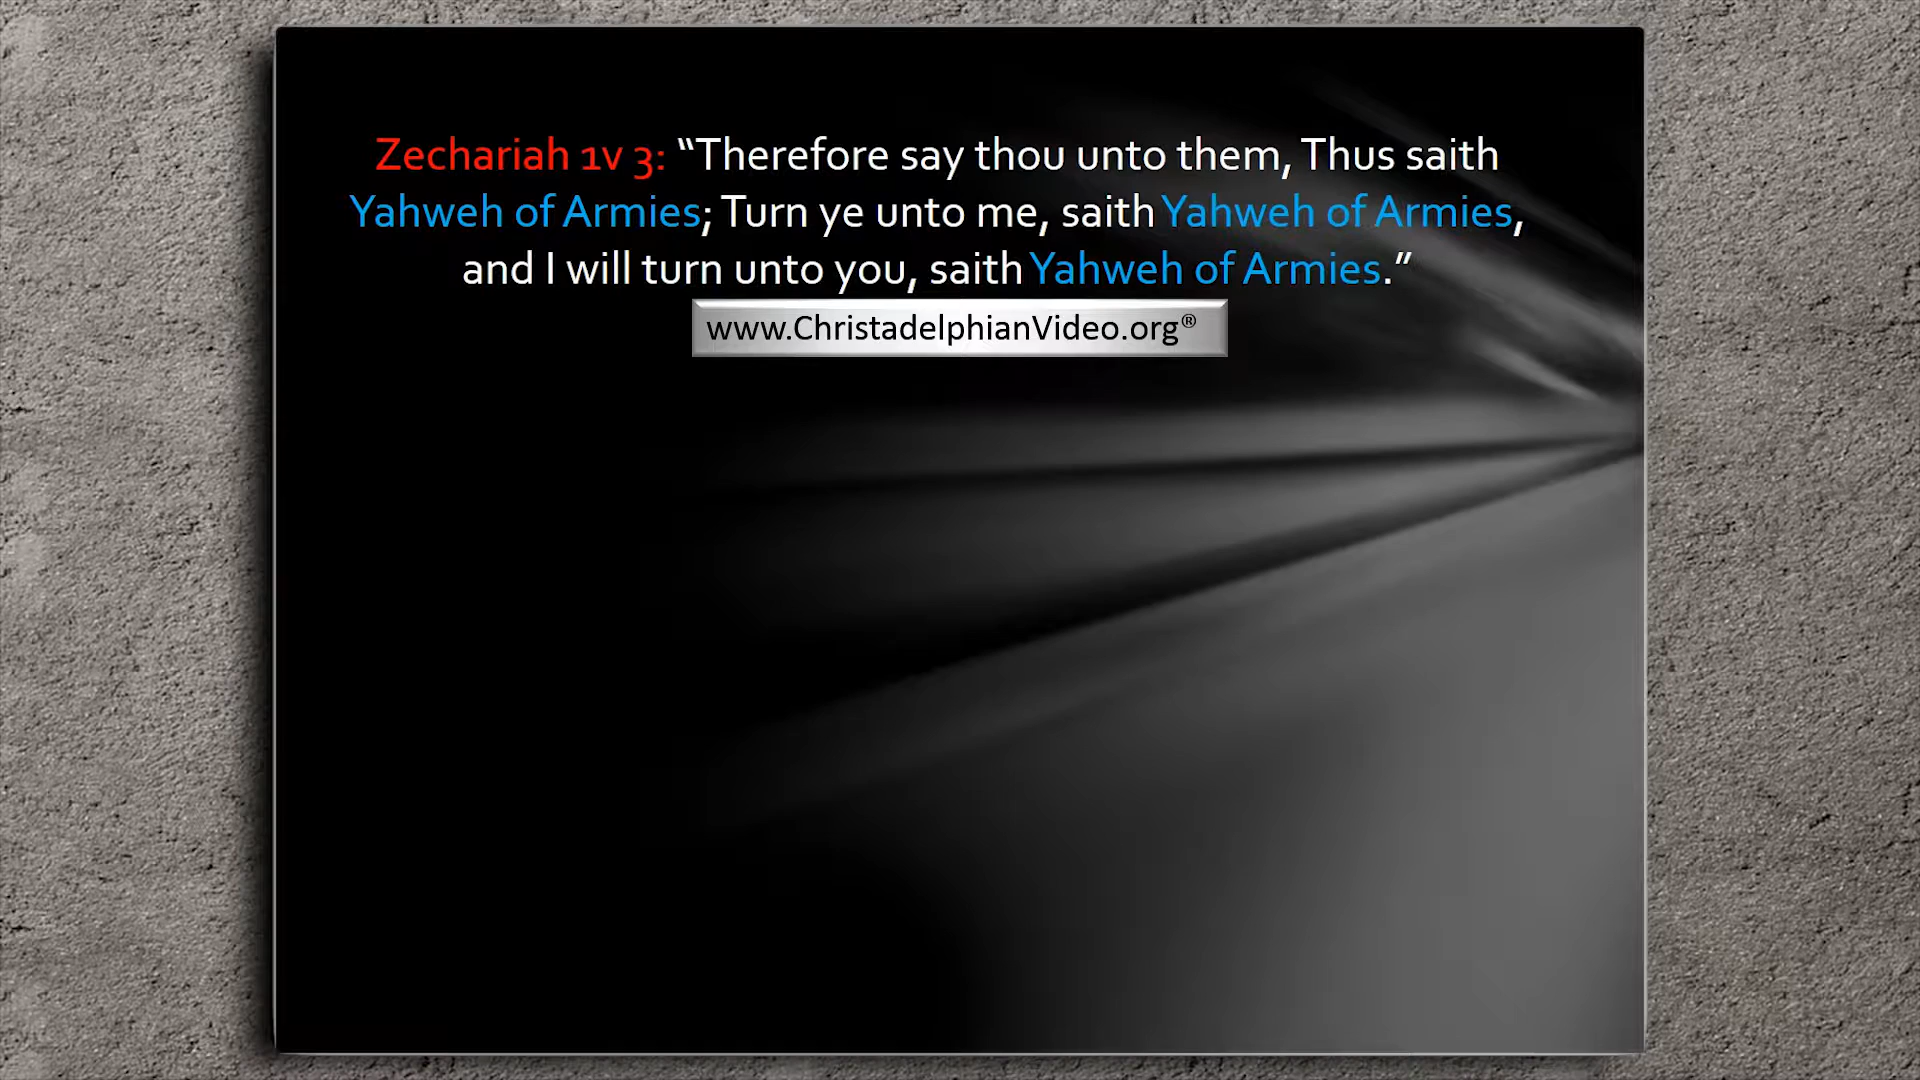 Zechariah 1v 3: “Therefore say thou unto them, Thus saith
Yahweh of Armies; Turn ye unto me, saith Yahweh of Armies,
and I will turn unto you, saith Yahweh of Armies.”
www.ChristadelphianVideo.org®